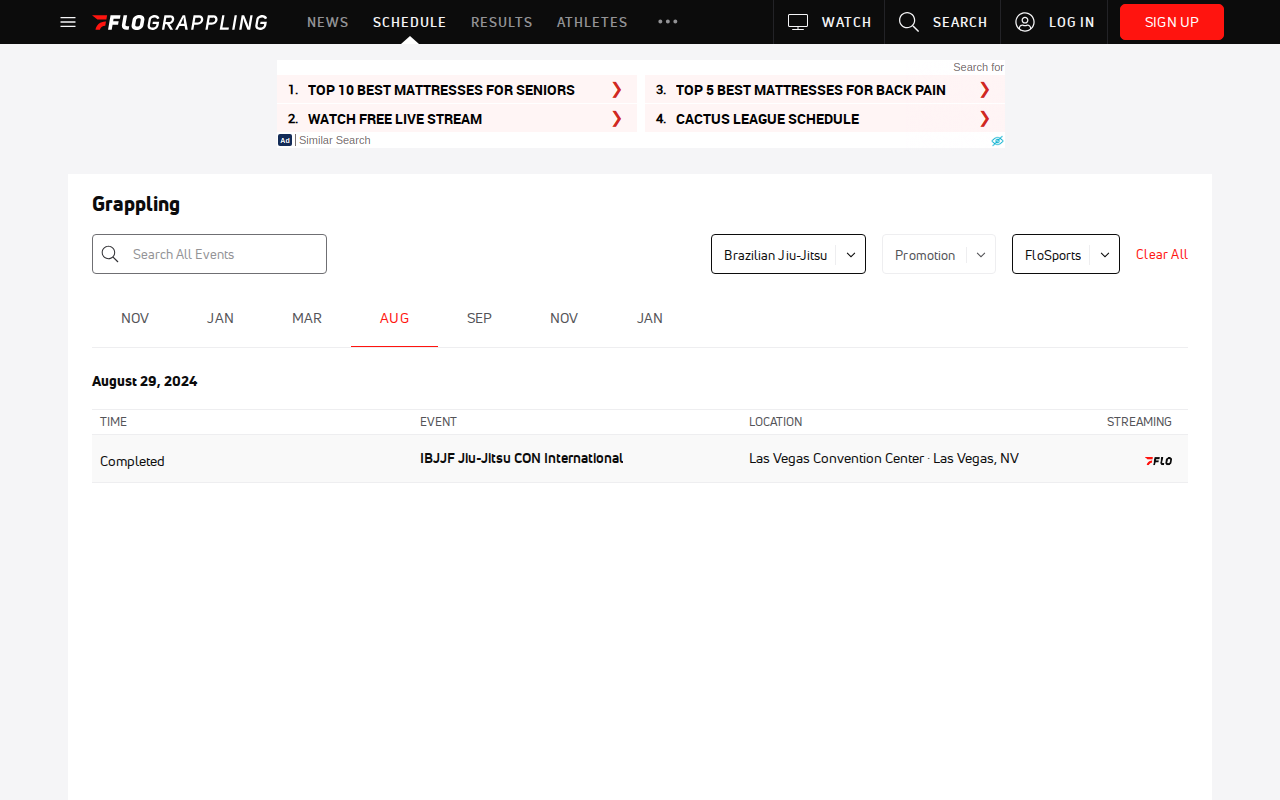 FLOGRAPPLING NEWS SCHEDULE RESULTS ATHLETES ••• WATCH SEARCH LOG IN SIGN UP
Search for
1. TOP 10 BEST MATTRESSES FOR SENIORS ❯
2. WATCH FREE LIVE STREAM ❯
3. TOP 5 BEST MATTRESSES FOR BACK PAIN ❯
4. CACTUS LEAGUE SCHEDULE ❯
Ad | Similar Search
Grappling
Search All Events Brazilian Jiu-Jitsu Promotion FloSports Clear All
NOV JAN MAR AUG SEP NOV JAN
August 29, 2024
TIME EVENT LOCATION STREAMING
Completed IBJJF Jiu-Jitsu CON International Las Vegas Convention Center · Las Vegas, NV FLO